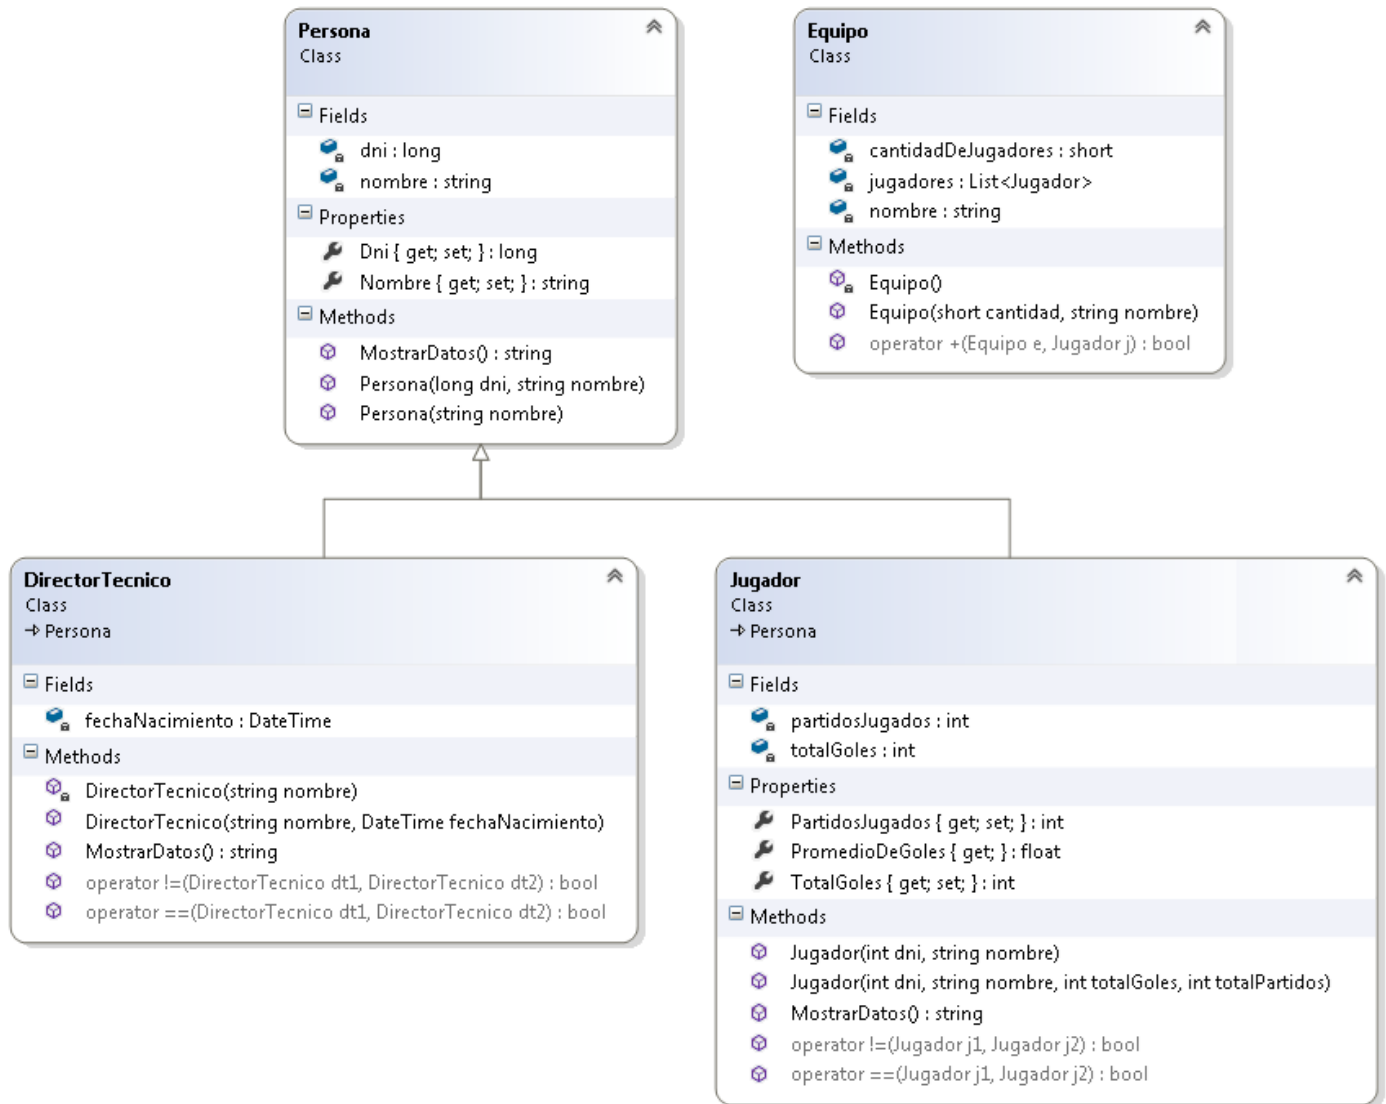 Persona
Class
Fields
dni : long
nombre : string
Properties
Dni { get; set; } : long
Nombre { get; set; } : string
Methods
MostrarDatos() : string
Persona(long dni, string nombre)
Persona(string nombre)
Equipo
Class
Fields
cantidadDeJugadores : short
jugadores : List<Jugador>
nombre : string
Methods
Equipo()
Equipo(short cantidad, string nombre)
operator +(Equipo e, Jugador j) : bool
DirectorTecnico
Class
Persona
Fields
fechaNacimiento : DateTime
Methods
DirectorTecnico(string nombre)
DirectorTecnico(string nombre, DateTime fechaNacimiento)
MostrarDatos() : string
operator !=(DirectorTecnico dt1, DirectorTecnico dt2) : bool
operator ==(DirectorTecnico dt1, DirectorTecnico dt2) : bool
Jugador
Class
Persona
Fields
partidosJugados : int
totalGoles : int
Properties
PartidosJugados { get; set; } : int
PromedioDeGoles { get; } : float
TotalGoles { get; set; } : int
Methods
Jugador(int dni, string nombre)
Jugador(int dni, string nombre, int totalGoles, int totalPartidos)
MostrarDatos() : string
operator !=(Jugador j1, Jugador j2) : bool
operator ==(Jugador j1, Jugador j2) : bool